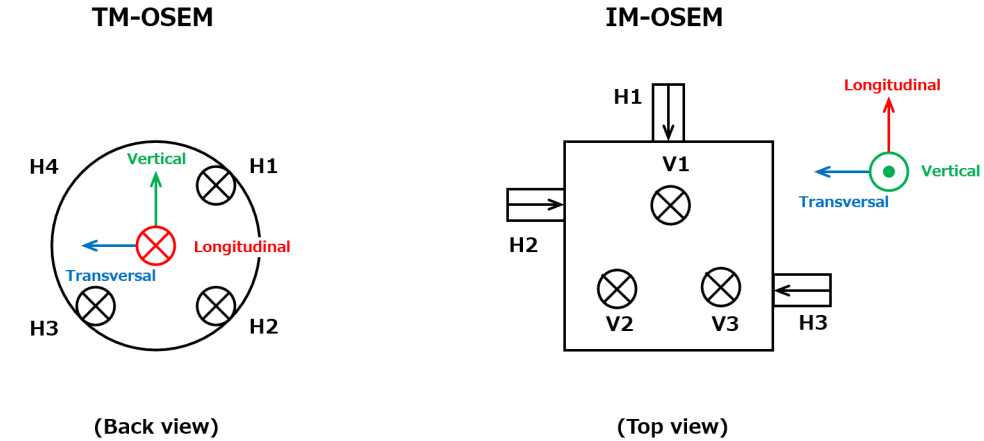 TM-OSEM
H4
Vertical
H1
Longitudinal
Transversal
H3
H2
(Back view)
IM-OSEM
H1
Longitudinal
V1
Vertical
Transversal
H2
V2
V3
H3
(Top view)